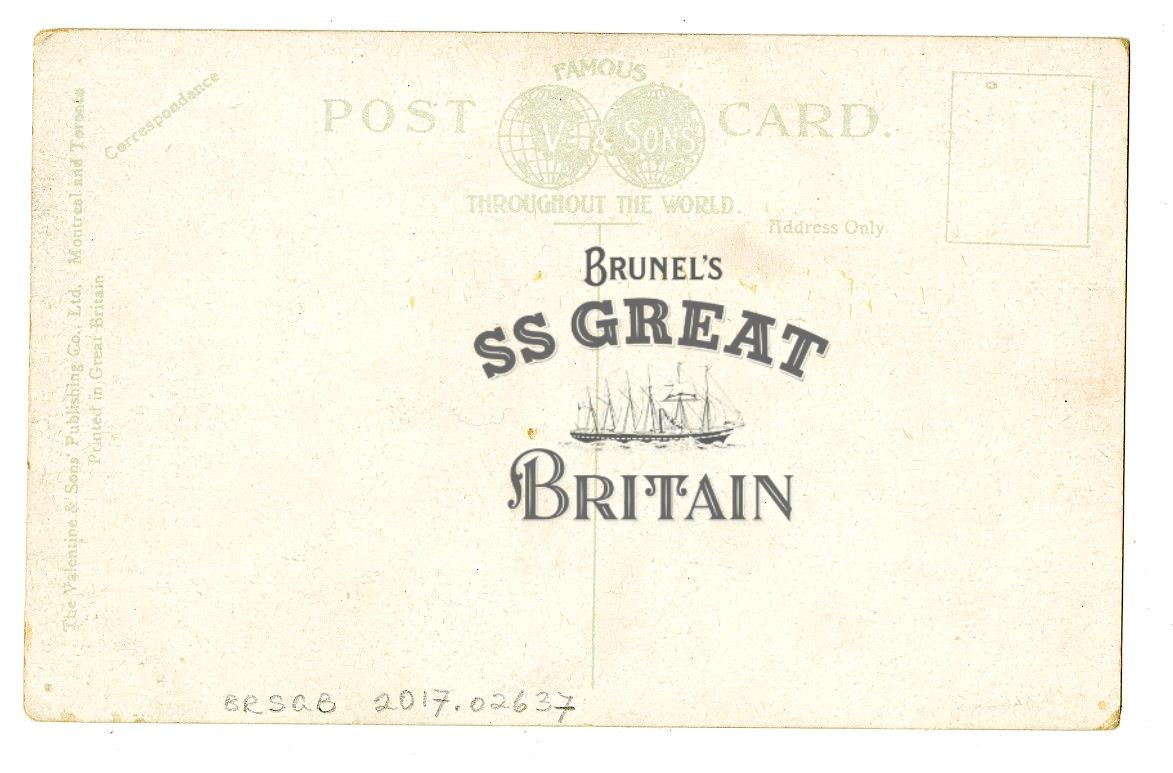 FAMOUS
POST CARD.
V. & SONS
THROUGHOUT THE WORLD.
Correspondance
Address Only.
The Valentine & Sons' Publishing Co., Ltd. Montreal and Toronto
Printed in Great Britain
BRUNEL'S
SS GREAT
BRITAIN
BRSGB 2017.02637